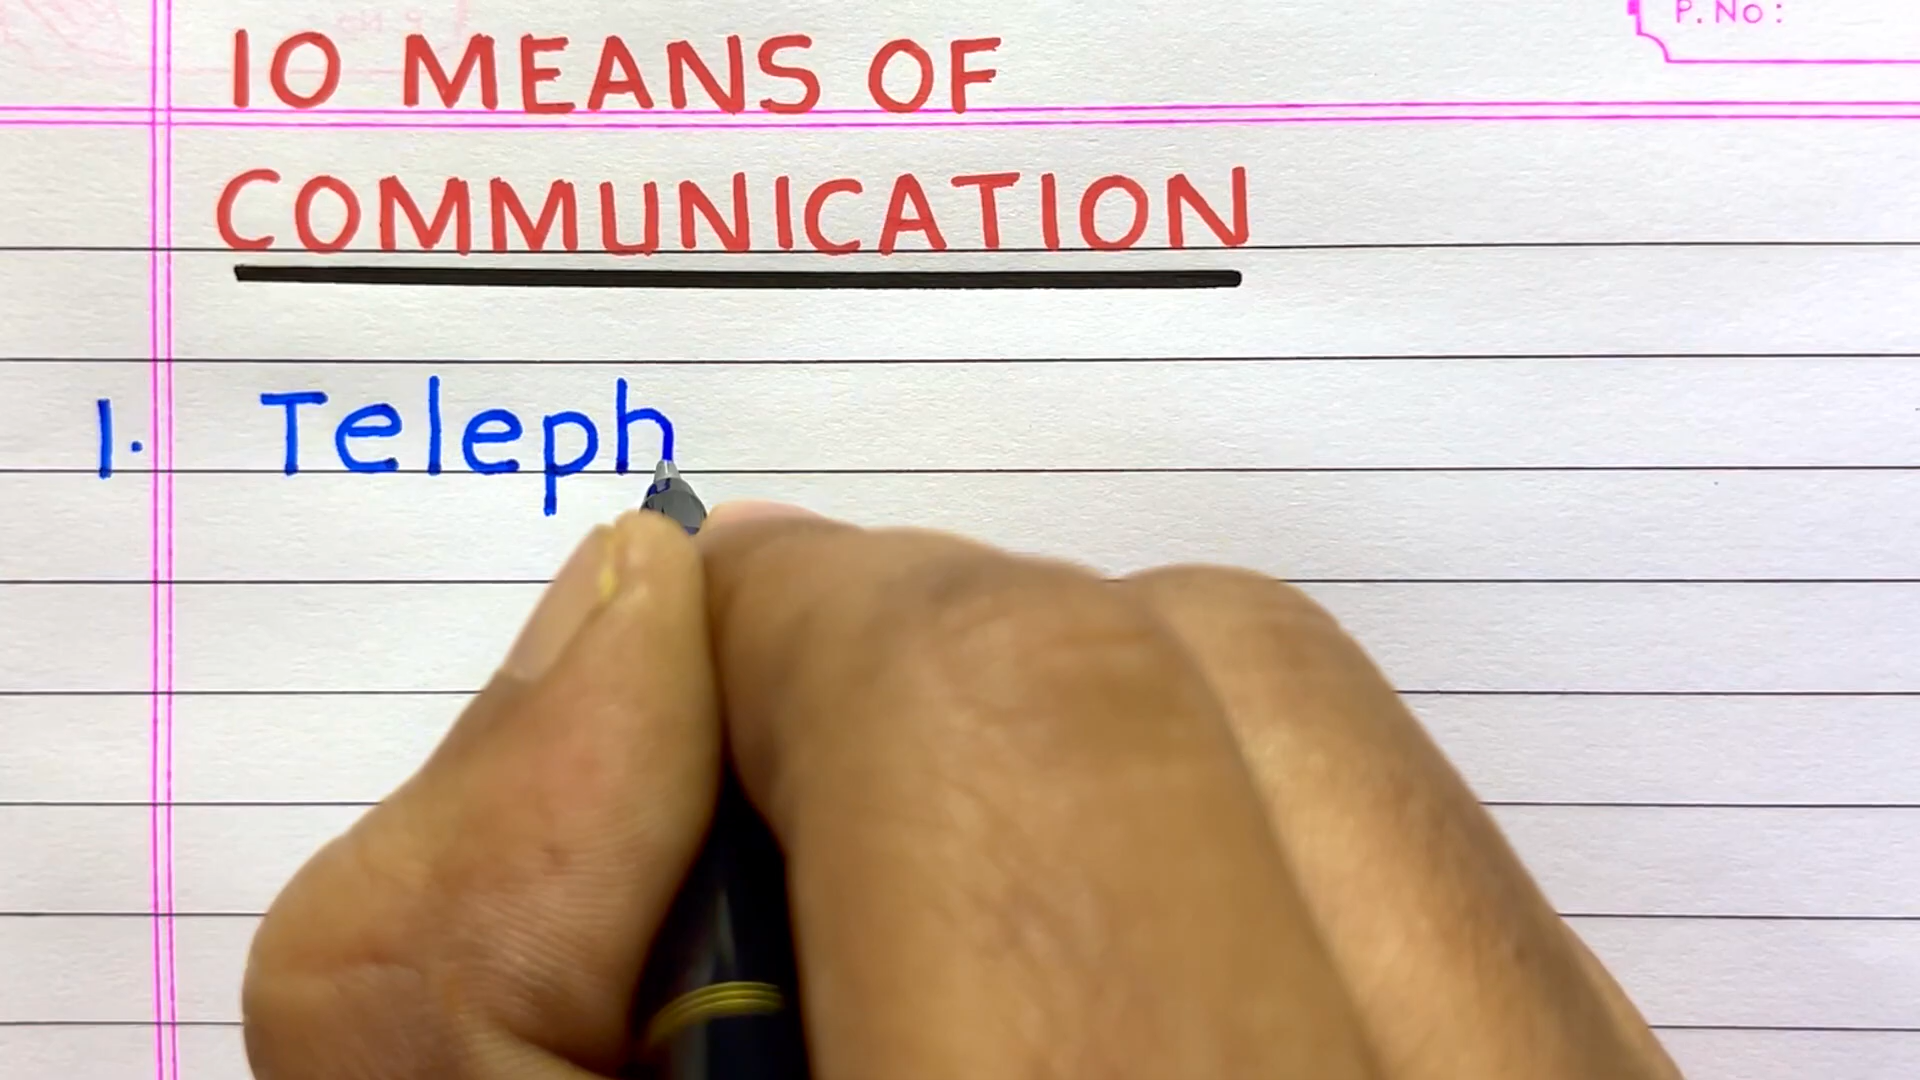 P. No :
10 MEANS OF
COMMUNICATION
1. Teleph